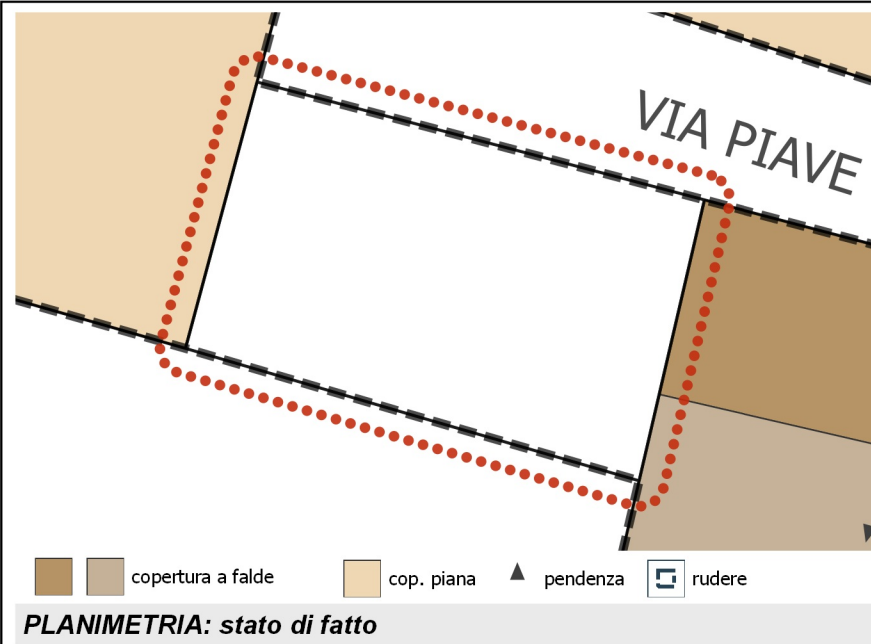 VIA PIAVE
copertura a falde cop. piana pendenza rudere
PLANIMETRIA: stato di fatto